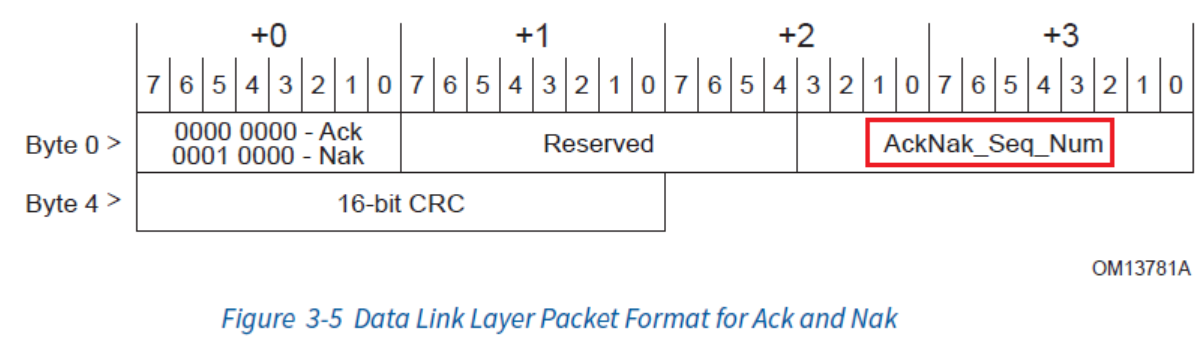 +0 +1 +2 +3
7 6 5 4 3 2 1 0 7 6 5 4 3 2 1 0 7 6 5 4 3 2 1 0 7 6 5 4 3 2 1 0
Byte 0 > 0000 0000 - Ack
0001 0000 - Nak Reserved AckNak_Seq_Num
Byte 4 > 16-bit CRC
OM13781A
Figure 3-5 Data Link Layer Packet Format for Ack and Nak